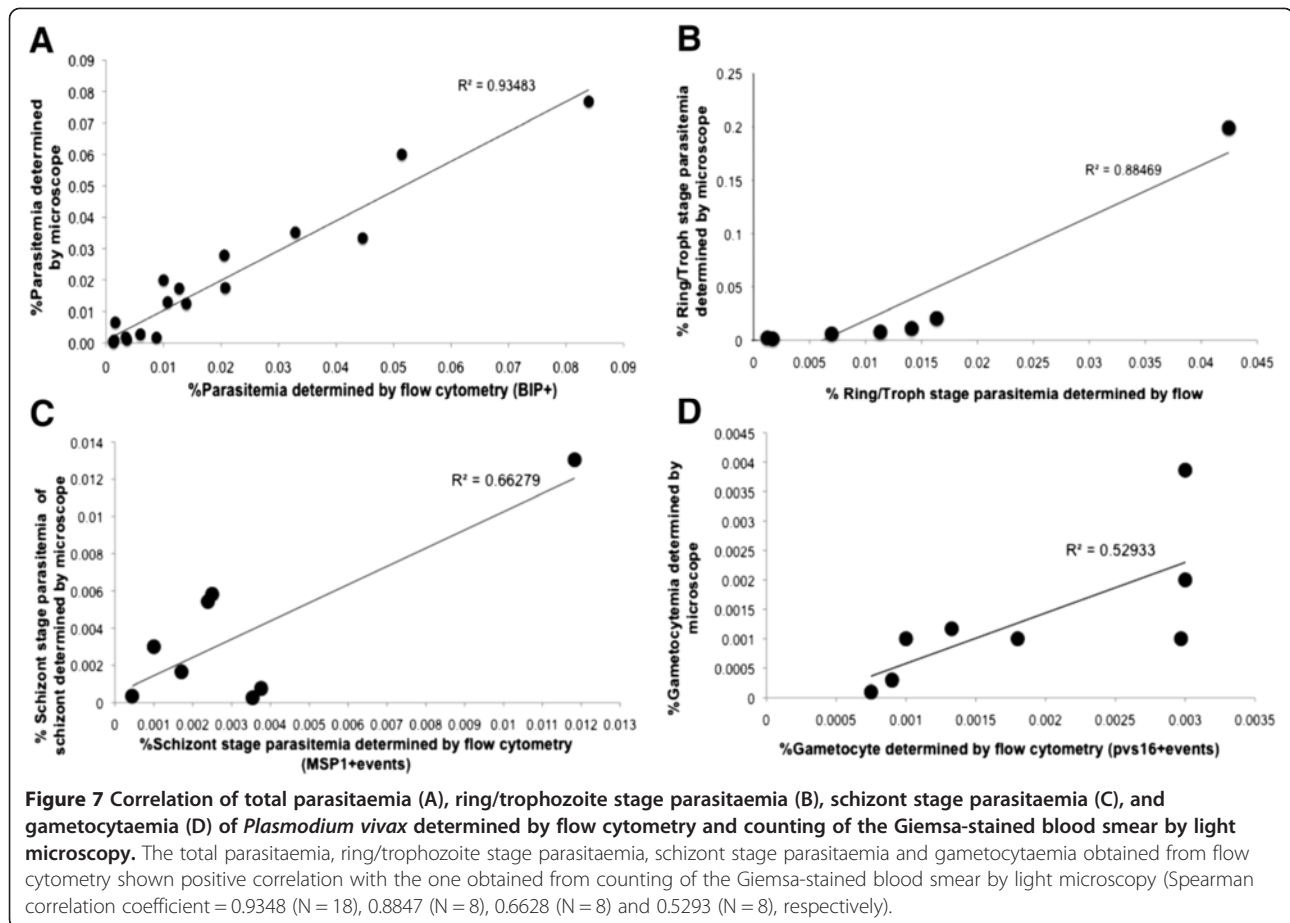 A
0.09
0.08
0.07
0.06
0.05
0.04
0.03
0.02
0.01
0.00
%Parasitemia determined
by microscope
R² = 0.93483
0 0.01 0.02 0.03 0.04 0.05 0.06 0.07 0.08 0.09
%Parasitemia determined by flow cytometry (BIP+)
B
0.25
0.2
0.15
0.1
0.05
0
% Ring/Troph stage parasitemia
determined by microscope
R² = 0.88469
0 0.005 0.01 0.015 0.02 0.025 0.03 0.035 0.04 0.045
% Ring/Troph stage parasitemia determined by flow
C
0.014
0.012
0.01
0.008
0.006
0.004
0.002
0
% Schizont stage parasitemia of
schizont determined by microscope
R² = 0.66279
0 0.001 0.002 0.003 0.004 0.005 0.006 0.007 0.008 0.009 0.01 0.011 0.012 0.013
%Schizont stage parasitemia determined by flow cytometry
(MSP1+events)
D
0.0045
0.004
0.0035
0.003
0.0025
0.002
0.0015
0.001
0.0005
0
%Gametocytemia determined by
microscope
R² = 0.52933
0 0.0005 0.001 0.0015 0.002 0.0025 0.003 0.0035
%Gametocyte determined by flow cytometry (pvs16+events)
Figure 7 Correlation of total parasitaemia (A), ring/trophozoite stage parasitaemia (B), schizont stage parasitaemia (C), and
gametocytaemia (D) of Plasmodium vivax determined by flow cytometry and counting of the Giemsa-stained blood smear by light
microscopy. The total parasitaemia, ring/trophozoite stage parasitaemia, schizont stage parasitaemia and gametocytaemia obtained from flow
cytometry shown positive correlation with the one obtained from counting of the Giemsa-stained blood smear by light microscopy (Spearman
correlation coefficient = 0.9348 (N = 18), 0.8847 (N = 8), 0.6628 (N = 8) and 0.5293 (N = 8), respectively).